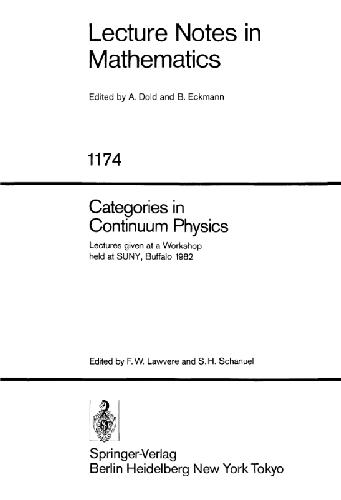 Lecture Notes in
Mathematics
Edited by A. Dold and B. Eckmann
1174
Categories in
Continuum Physics
Lectures given at a Workshop
held at SUNY, Buffalo 1982
Edited by F. W. Lawvere and S. H. Schanuel
Springer-Verlag
Berlin Heidelberg New York Tokyo